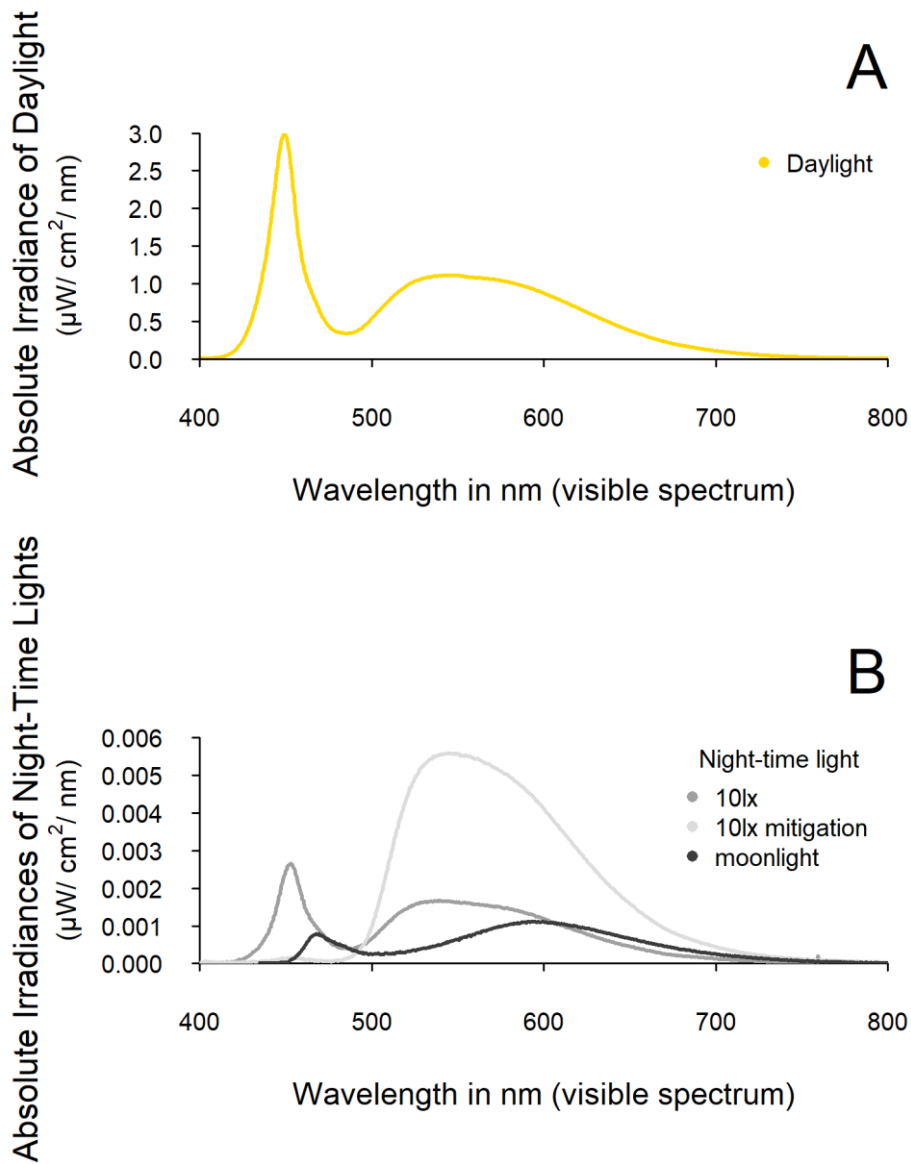 A
Absolute Irradiance of Daylight
(μW/ cm²/ nm)
3.0
2.5
2.0
1.5
1.0
0.5
0.0
Daylight
400 500 600 700 800
Wavelength in nm (visible spectrum)
B
Absolute Irradiances of Night-Time Lights
(μW/ cm²/ nm)
0.006
0.005
0.004
0.003
0.002
0.001
0.000
Night-time light
10lx
10lx mitigation
moonlight
400 500 600 700 800
Wavelength in nm (visible spectrum)